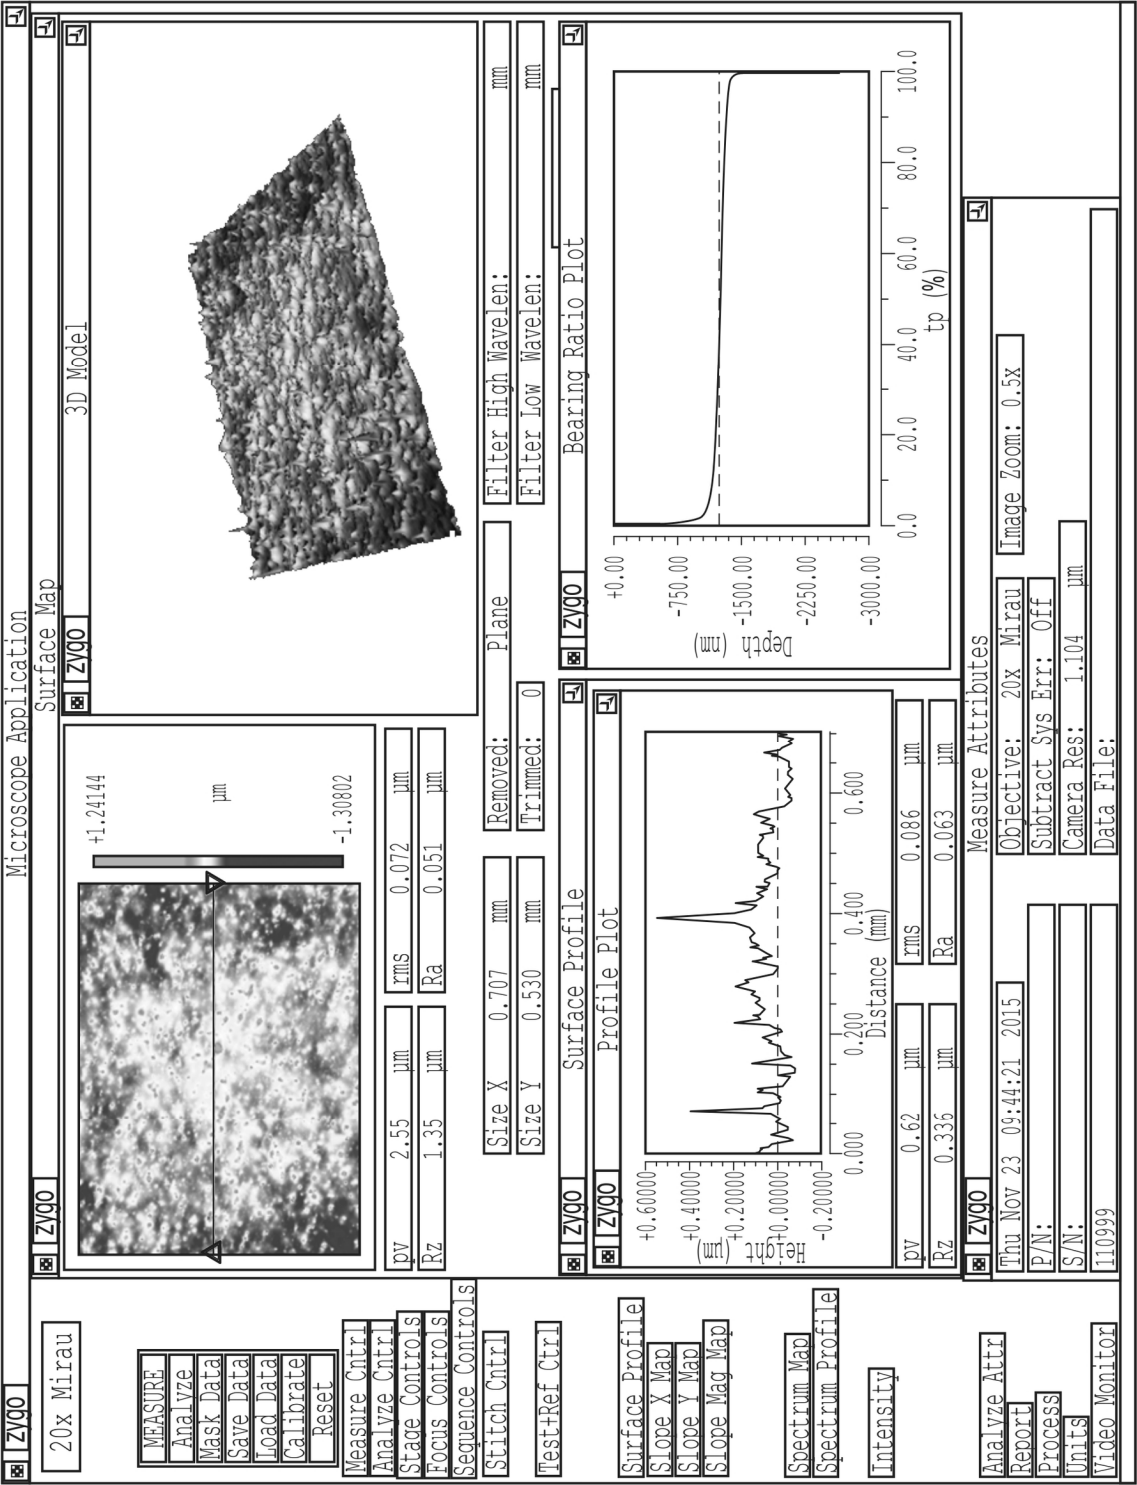 zygo Microscope Application
20x Mirau
MEASURE
Analyze
Mask Data
Save Data
Load Data
Calibrate
Reset
Measure Cntrl
Analyze Cntrl
Stage Controls
Focus Controls
Sequence Controls
Stitch Cntrl
Test+Ref Ctrl
Surface Profile
Slope X Map
Slope Y Map
Slope Mag Map
Spectrum Map
Spectrum Profile
Intensity
Analyze Attr
Report
Process
Units
Video Monitor
zygo Surface Map
+1.24144
µm
-1.30802
pv 2.55 µm
rms 0.072 µm
Rz 1.35 µm
Ra 0.051 µm
zygo 3D Model
Size X 0.707 mm
Size Y 0.530 mm
Removed: Plane
Trimmed: 0
Filter High Wavelen: mm
Filter Low Wavelen: mm
zygo Surface Profile
zygo Profile Plot
+0.60000
+0.40000
+0.20000
+0.00000
-0.20000
Height (µm)
0.000 0.200 0.400 0.600
Distance (mm)
pv 0.62 µm
rms 0.086 µm
Rz 0.336 µm
Ra 0.063 µm
zygo Bearing Ratio Plot
+0.00
-750.00
-1500.00
-2250.00
-3000.00
Depth (nm)
0.0 20.0 40.0 60.0 80.0 100.0
tp (%)
zygo Measure Attributes
Thu Nov 23 09:44:21 2015
P/N:
S/N:
110999
Objective: 20x Mirau
Subtract Sys Err: Off
Camera Res: 1.104 µm
Data File:
Image Zoom: 0.5x